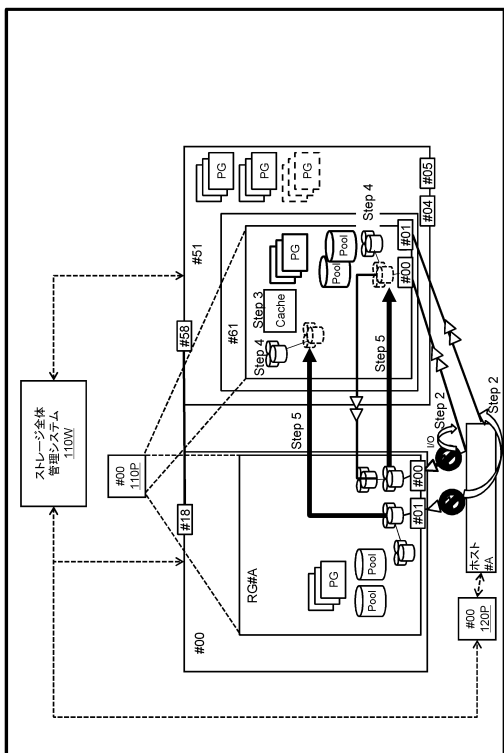 ストレージ全体
管理システム
110W
#00
110P
#18
#58
#00
RG#A
PG
Pool
Pool
#01
#00
#51
#61
PG
PG
PG
Step 4
Step 3
Cache
PG
Pool
Pool
Step 4
Step 5
Step 5
#00
#01
#04
#05
Step 2
I/O
Step 2
ホスト
#A
#00
120P